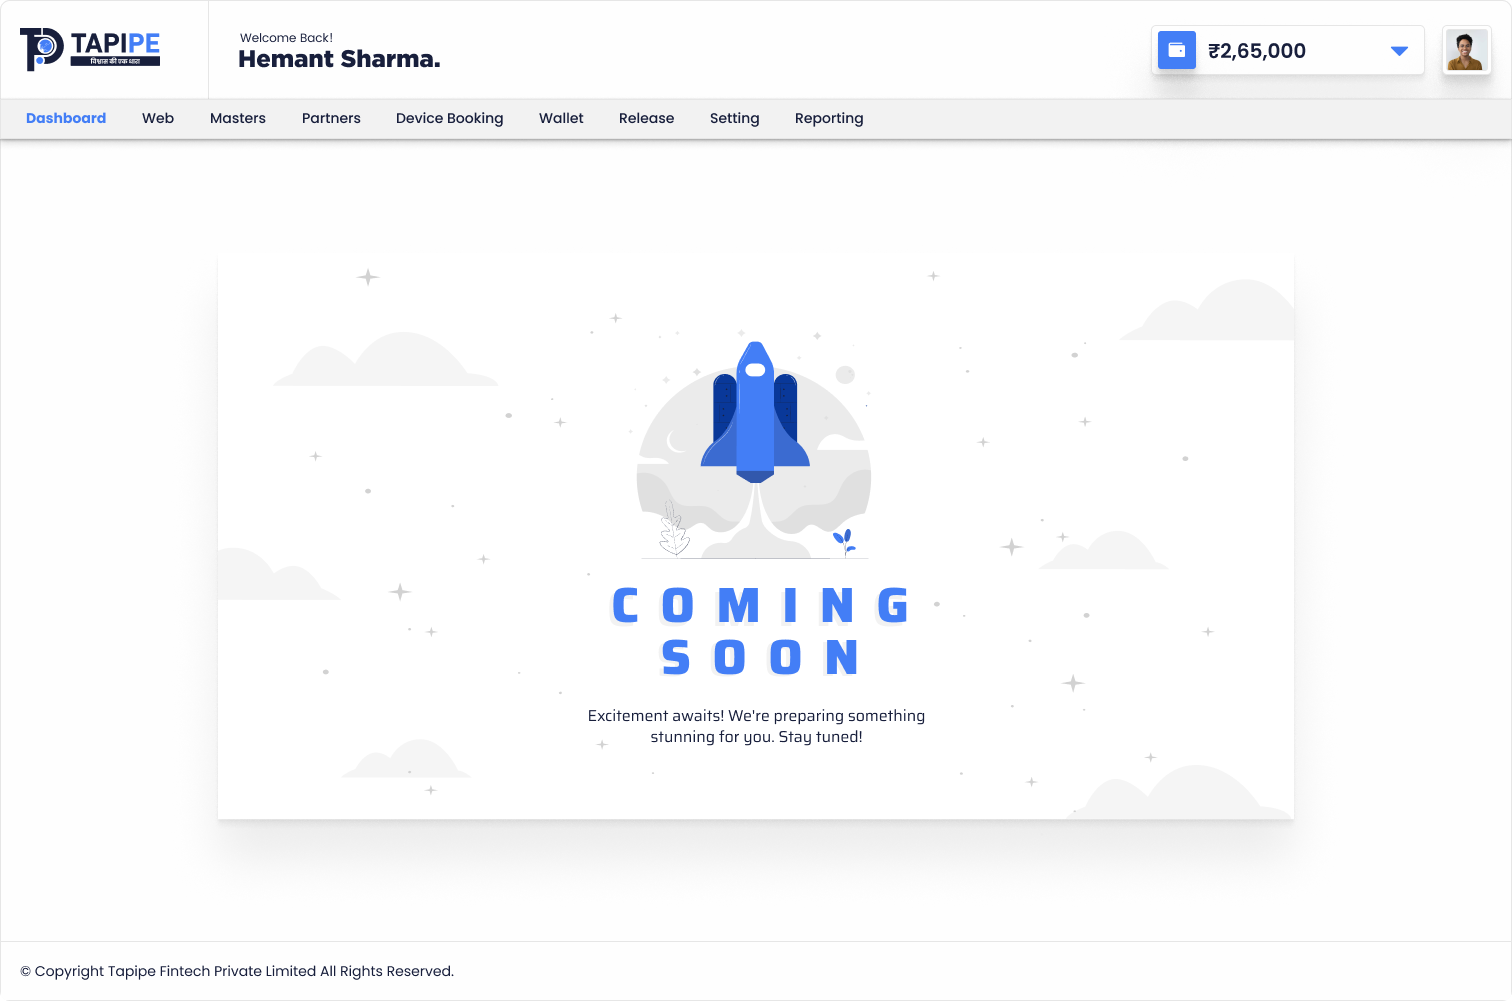 TAPIPE
विश्वास की एक धारा
Welcome Back!
Hemant Sharma.
₹2,65,000
Dashboard Web Masters Partners Device Booking Wallet Release Setting Reporting
COMING
SOON
Excitement awaits! We're preparing something
stunning for you. Stay tuned!
© Copyright Tapipe Fintech Private Limited All Rights Reserved.